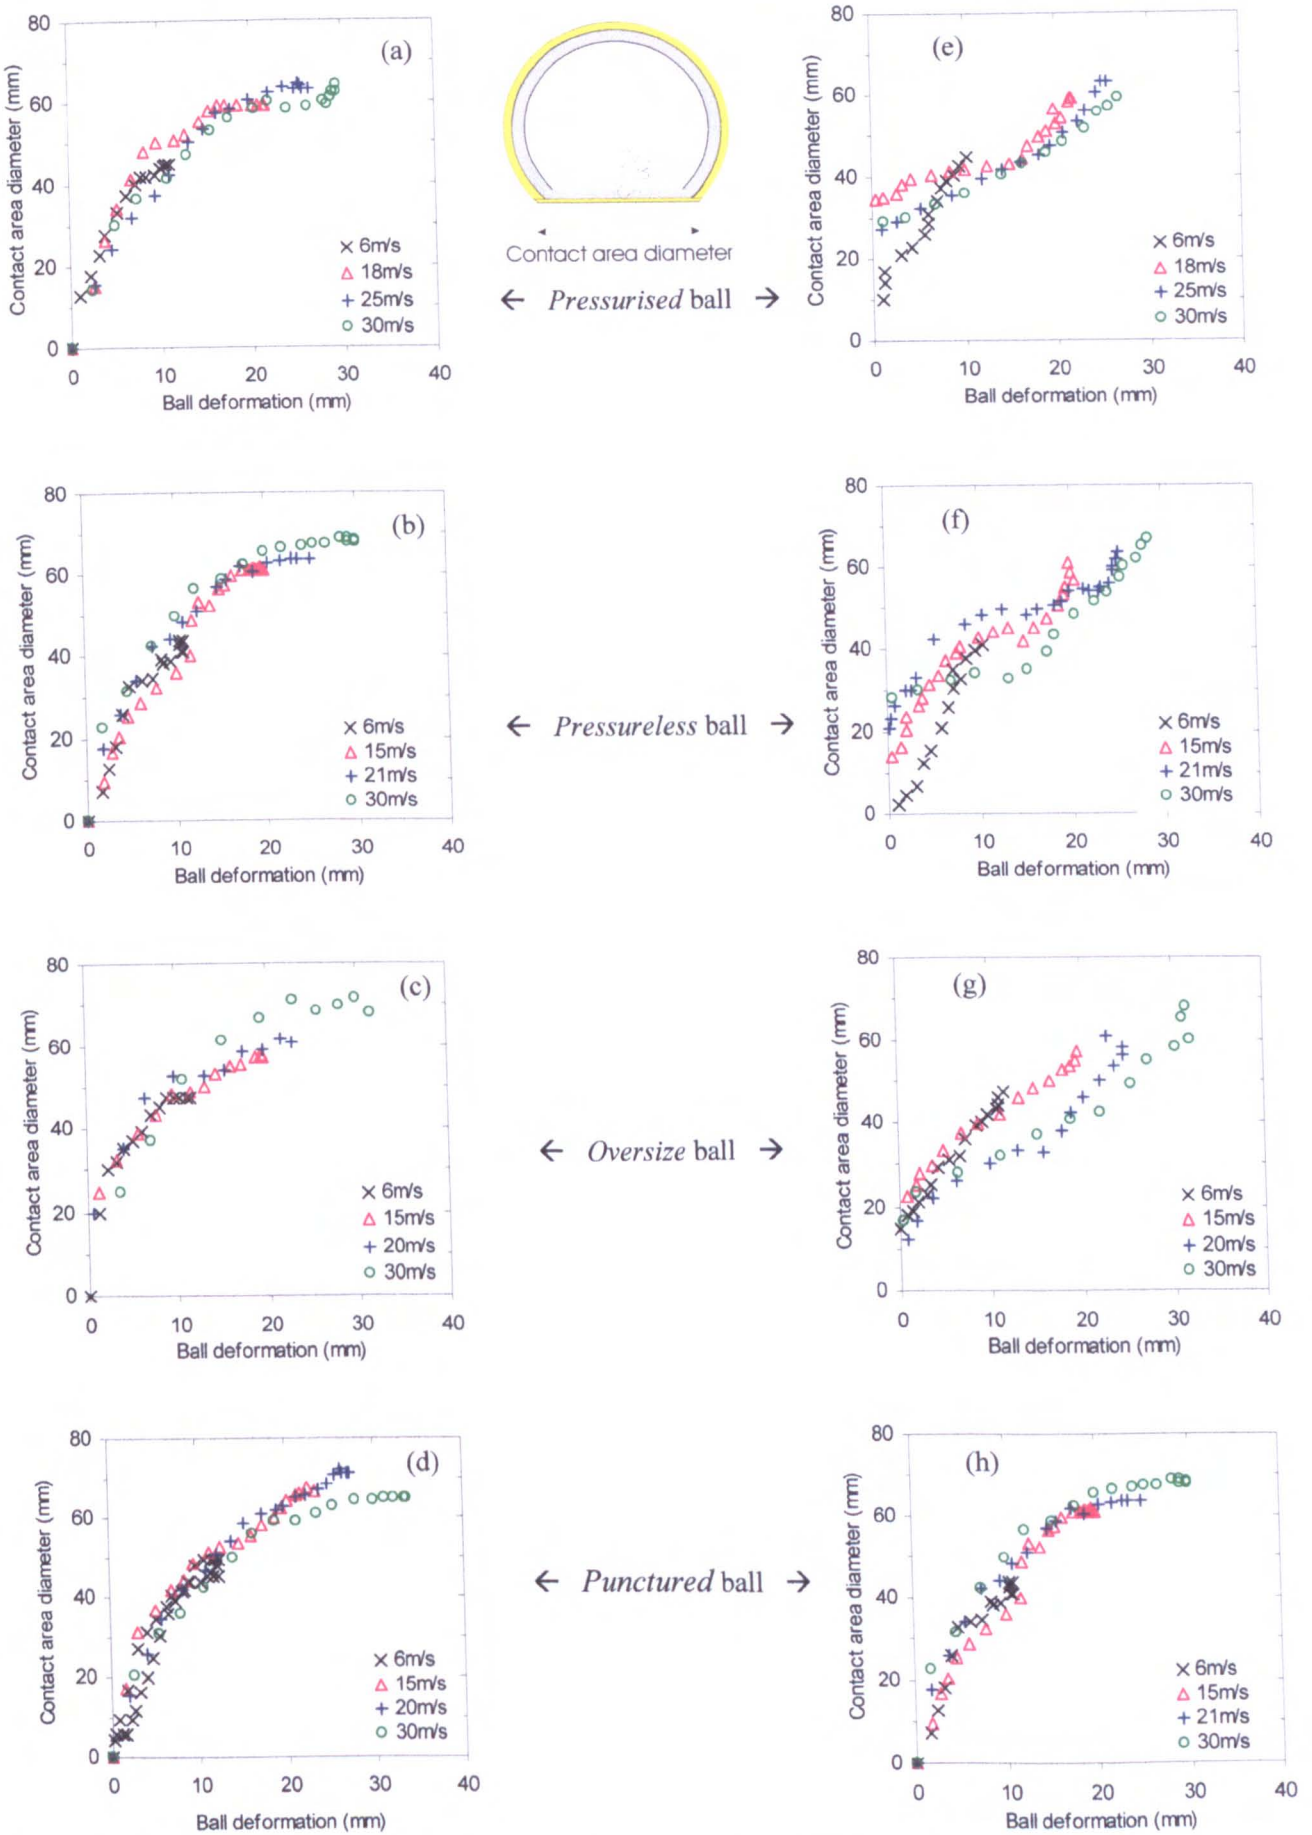 80
60
40
20
0
Contact area diameter (mm)
(a)
×6m/s
△18m/s
+25m/s
○30m/s
0 10 20 30 40
Ball deformation (mm)
Contact area diameter
← Pressurised ball →
80
60
40
20
0
Contact area diameter (mm)
(e)
×6m/s
△18m/s
+25m/s
○30m/s
0 10 20 30 40
Ball deformation (mm)
80
60
40
20
0
Contact area diameter (mm)
(b)
×6m/s
△15m/s
+21m/s
○30m/s
0 10 20 30 40
Ball deformation (mm)
← Pressureless ball →
80
60
40
20
0
Contact area diameter (mm)
(f)
×6m/s
△15m/s
+21m/s
○30m/s
0 10 20 30 40
Ball deformation (mm)
80
60
40
20
0
Contact area diameter (mm)
(c)
×6m/s
△15m/s
+20m/s
○30m/s
0 10 20 30 40
Ball deformation (mm)
← Oversize ball →
80
60
40
20
0
Contact area diameter (mm)
(g)
×6m/s
△15m/s
+20m/s
○30m/s
0 10 20 30 40
Ball deformation (mm)
80
60
40
20
0
Contact area diameter (mm)
(d)
×6m/s
△15m/s
+20m/s
○30m/s
0 10 20 30 40
Ball deformation (mm)
← Punctured ball →
80
60
40
20
0
Contact area diameter (mm)
(h)
×6m/s
△15m/s
+21m/s
○30m/s
0 10 20 30 40
Ball deformation (mm)